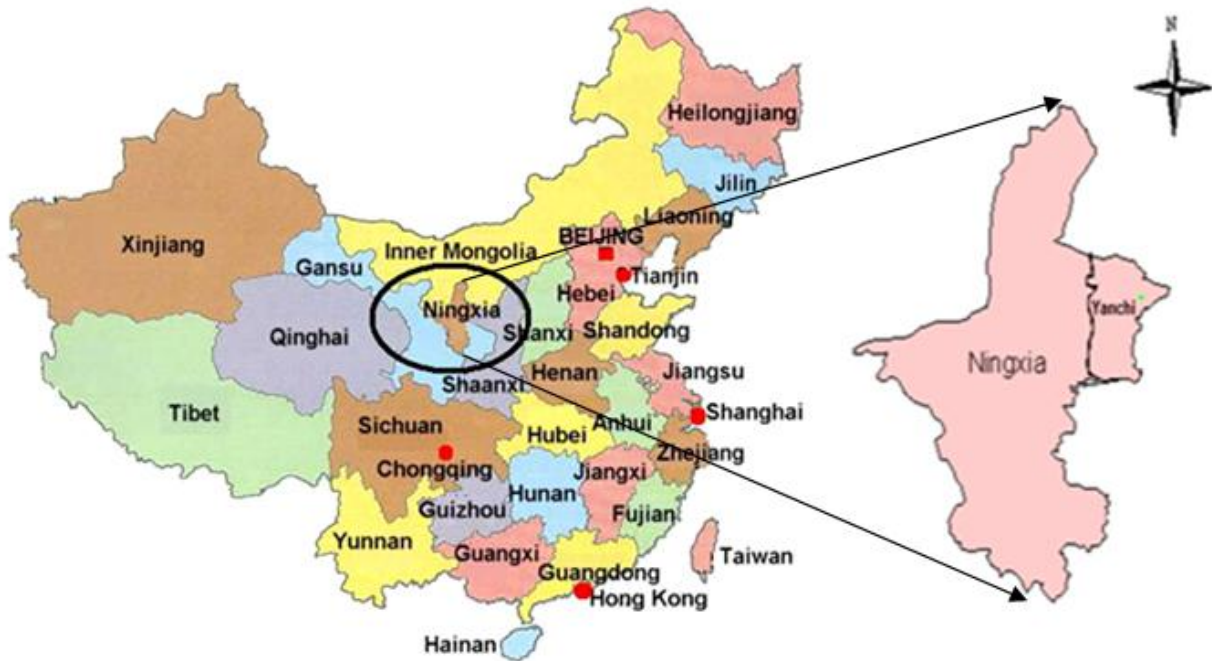 N
Heilongjiang
Jilin
Liaoning
BEIJING
Inner Mongolia
Xinjiang
Gansu
Tianjin
Hebei
Ningxia
Shanxi
Shandong
Qinghai
Henan
Jiangsu
Shaanxi
Tibet
Sichuan
Anhui
Shanghai
Hubei
Zhejiang
Chongqing
Jiangxi
Hunan
Guizhou
Fujian
Yunnan
Guangxi
Taiwan
Guangdong
Hong Kong
Hainan
Yanchi
Ningxia